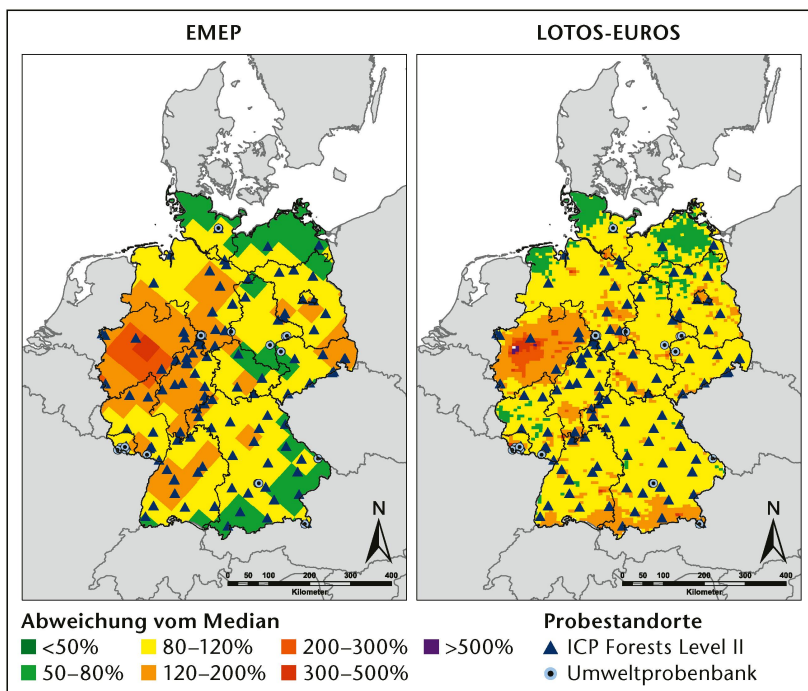 EMEP
LOTOS-EUROS
N
0 50 100 200 300 400
Kilometer
N
0 50 100 200 300 400
Kilometer
Abweichung vom Median
<50%
80–120%
200–300%
>500%
50–80%
120–200%
300–500%
Probestandorte
ICP Forests Level II
Umweltprobenbank